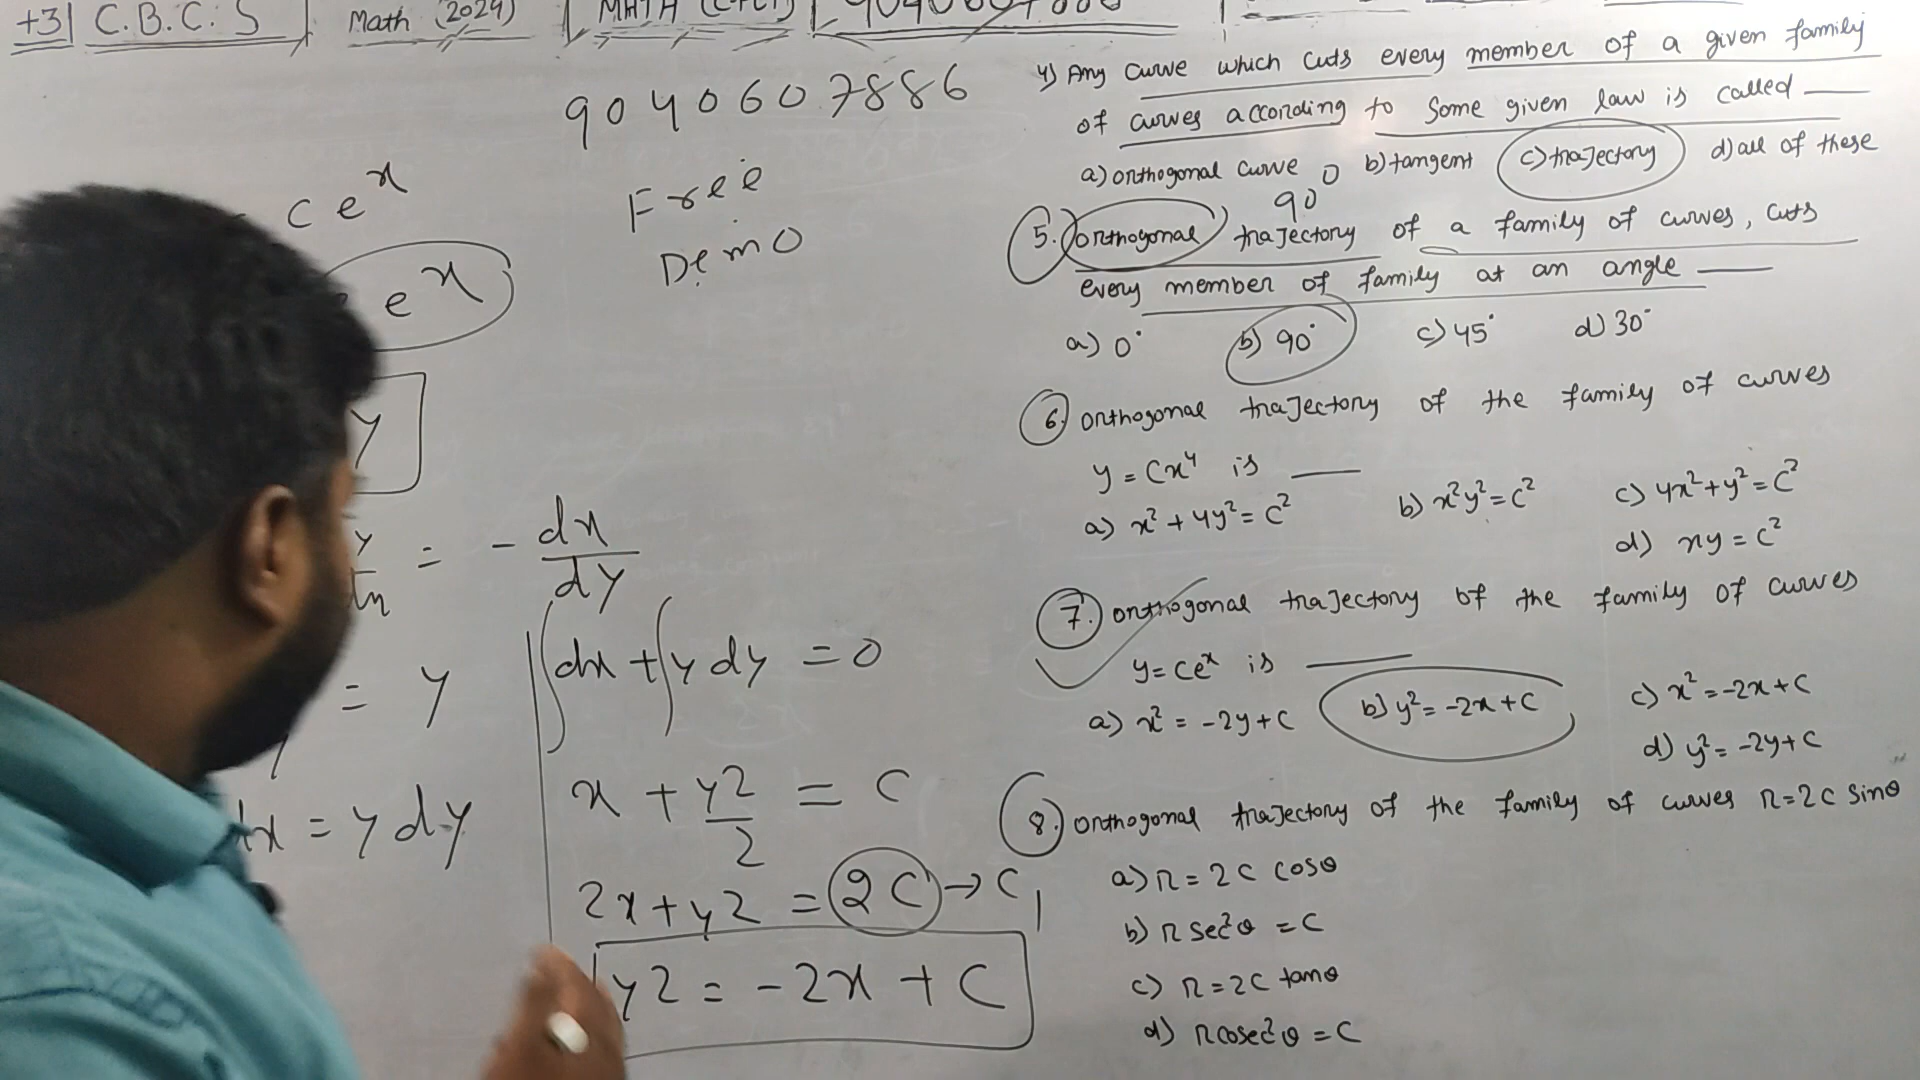 +3| C.B.C.S | Math (2024)
9040607886
Free
Demo
ce^x
e^x
y
= - dx/dy
= y
∫dx + ∫y dy = 0
dx = y dy
x + y2/2 = C
2x + y2 = 2C → C1
y2 = -2x + C
4) Any curve which cuts every member of a given family
of curves according to some given law is called ___
a) orthogonal curve b) tangent c) trajectory d) all of these
90°
5. orthogonal trajectory of a family of curves, cuts
every member of family at an angle ___
a) 0° b) 90° c) 45° d) 30°
6. orthogonal trajectory of the family of curves
y = Cx⁴ is ___
a) x² + 4y² = C² b) x²y² = C² c) 4x² + y² = C²
d) xy = C²
7. orthogonal trajectory of the family of curves
y = ce^x is ___
a) x² = -2y + C b) y² = -2x + C c) x² = -2x + C
d) y² = -2y + C
8. orthogonal trajectory of the family of curves r = 2C sinθ
a) r = 2C cosθ
b) r sec²θ = C
c) r = 2C tanθ
d) r cosec²θ = C